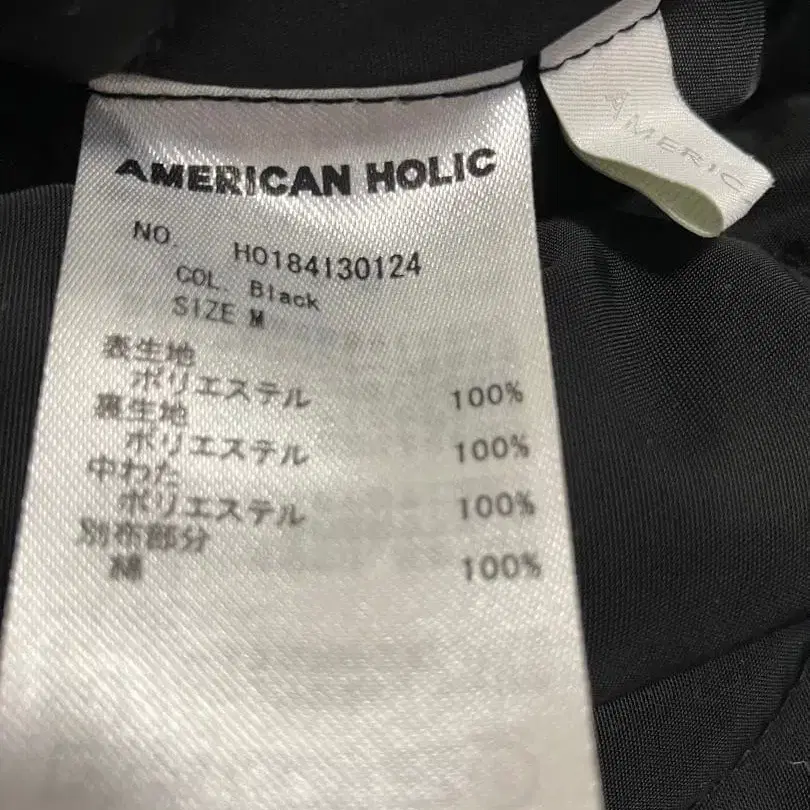 AMERICAN HOLIC
NO. H0184130124
COL. Black
SIZE M
表生地
ポリエステル 100%
裏生地
ポリエステル 100%
中わた
ポリエステル 100%
別布部分
綿 100%
AMERIC